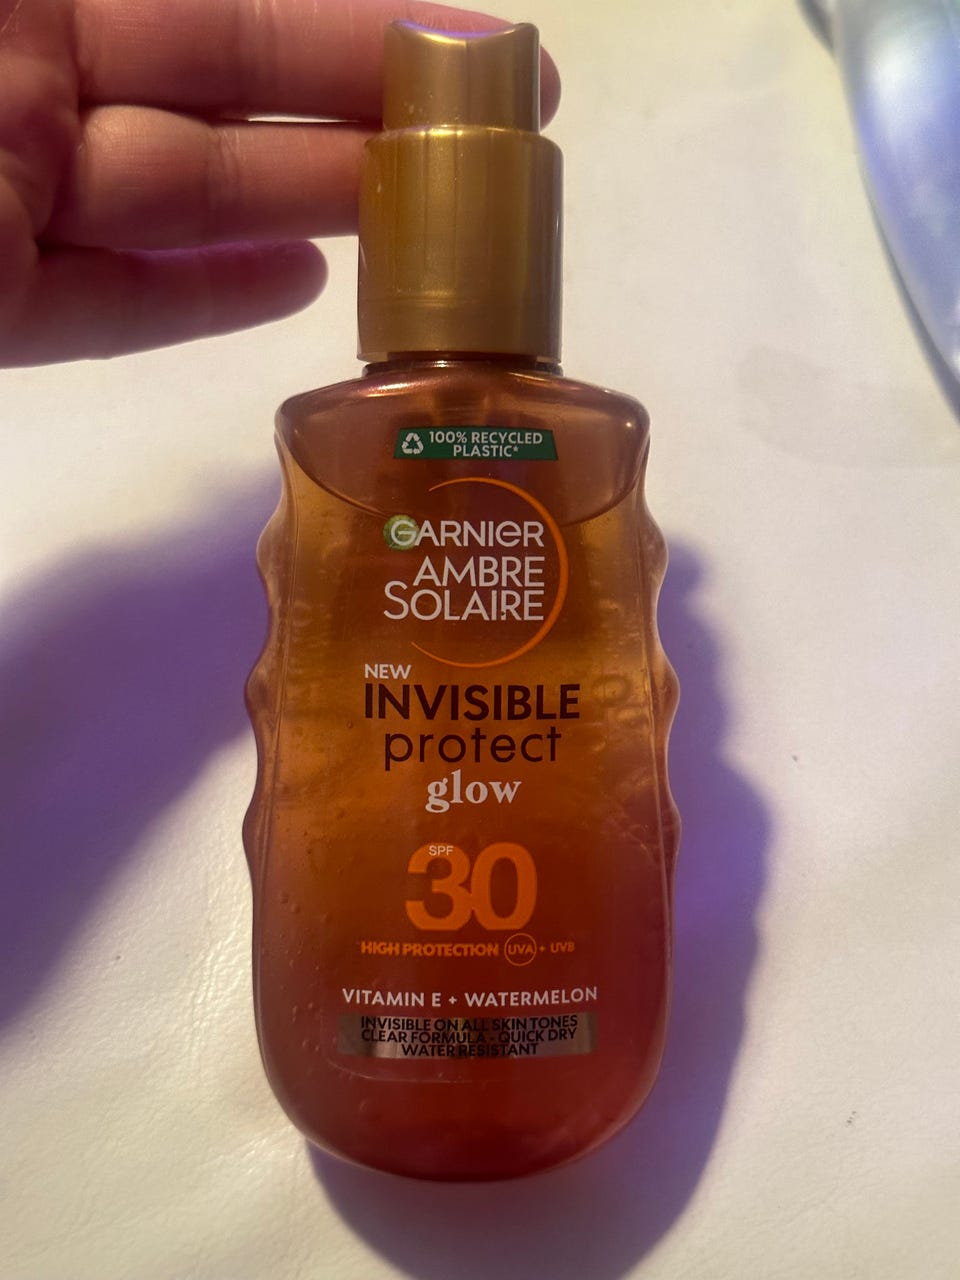 100% RECYCLED
PLASTIC*
GARNIER
AMBRE
SOLAIRE
NEW
INVISIBLE
protect
glow
SPF
30
HIGH PROTECTION UVA + UVB
VITAMIN E + WATERMELON
INVISIBLE ON ALL SKIN TONES
CLEAR FORMULA - QUICK DRY
WATER RESISTANT